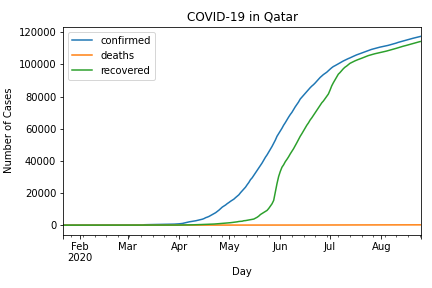 COVID-19 in Qatar
confirmed
deaths
recovered
120000
100000
80000
60000
40000
20000
0
Number of Cases
Feb Mar Apr May Jun Jul Aug
2020
Day